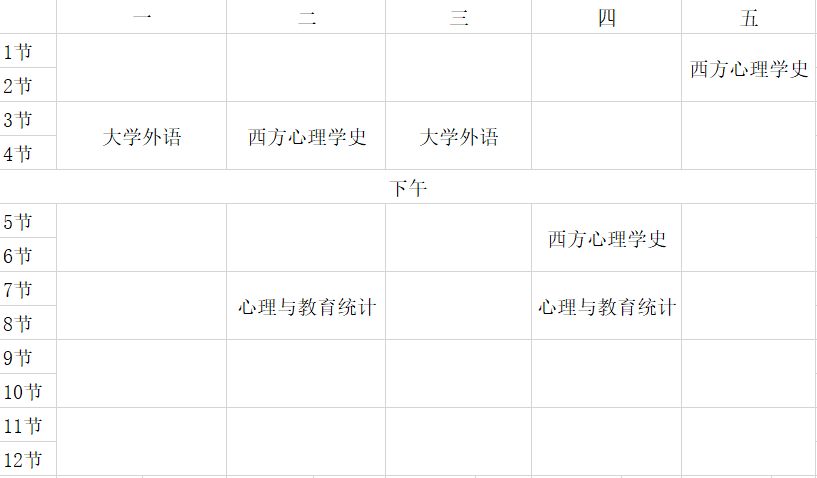 一 二 三 四 五
1节
西方心理学史
2节
3节
大学外语 西方心理学史 大学外语
4节
下午
5节
西方心理学史
6节
7节
心理与教育统计 心理与教育统计
8节
9节
10节
11节
12节